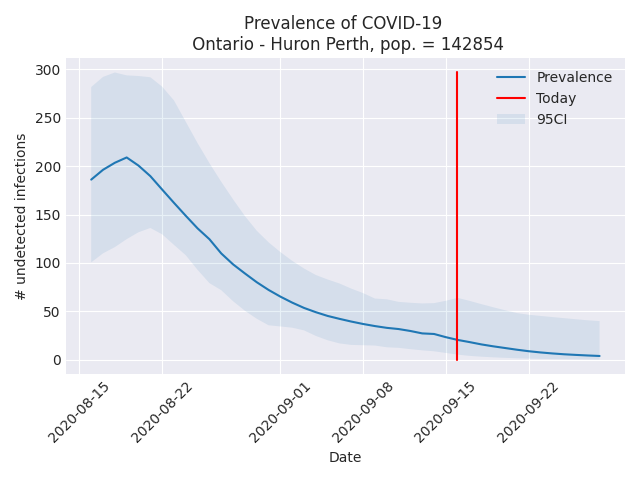 Prevalence of COVID-19
Ontario - Huron Perth, pop. = 142854
300
250
200
150
100
50
0
# undetected infections
Prevalence
Today
95CI
2020-08-15
2020-08-22
2020-09-01
2020-09-08
2020-09-15
2020-09-22
Date